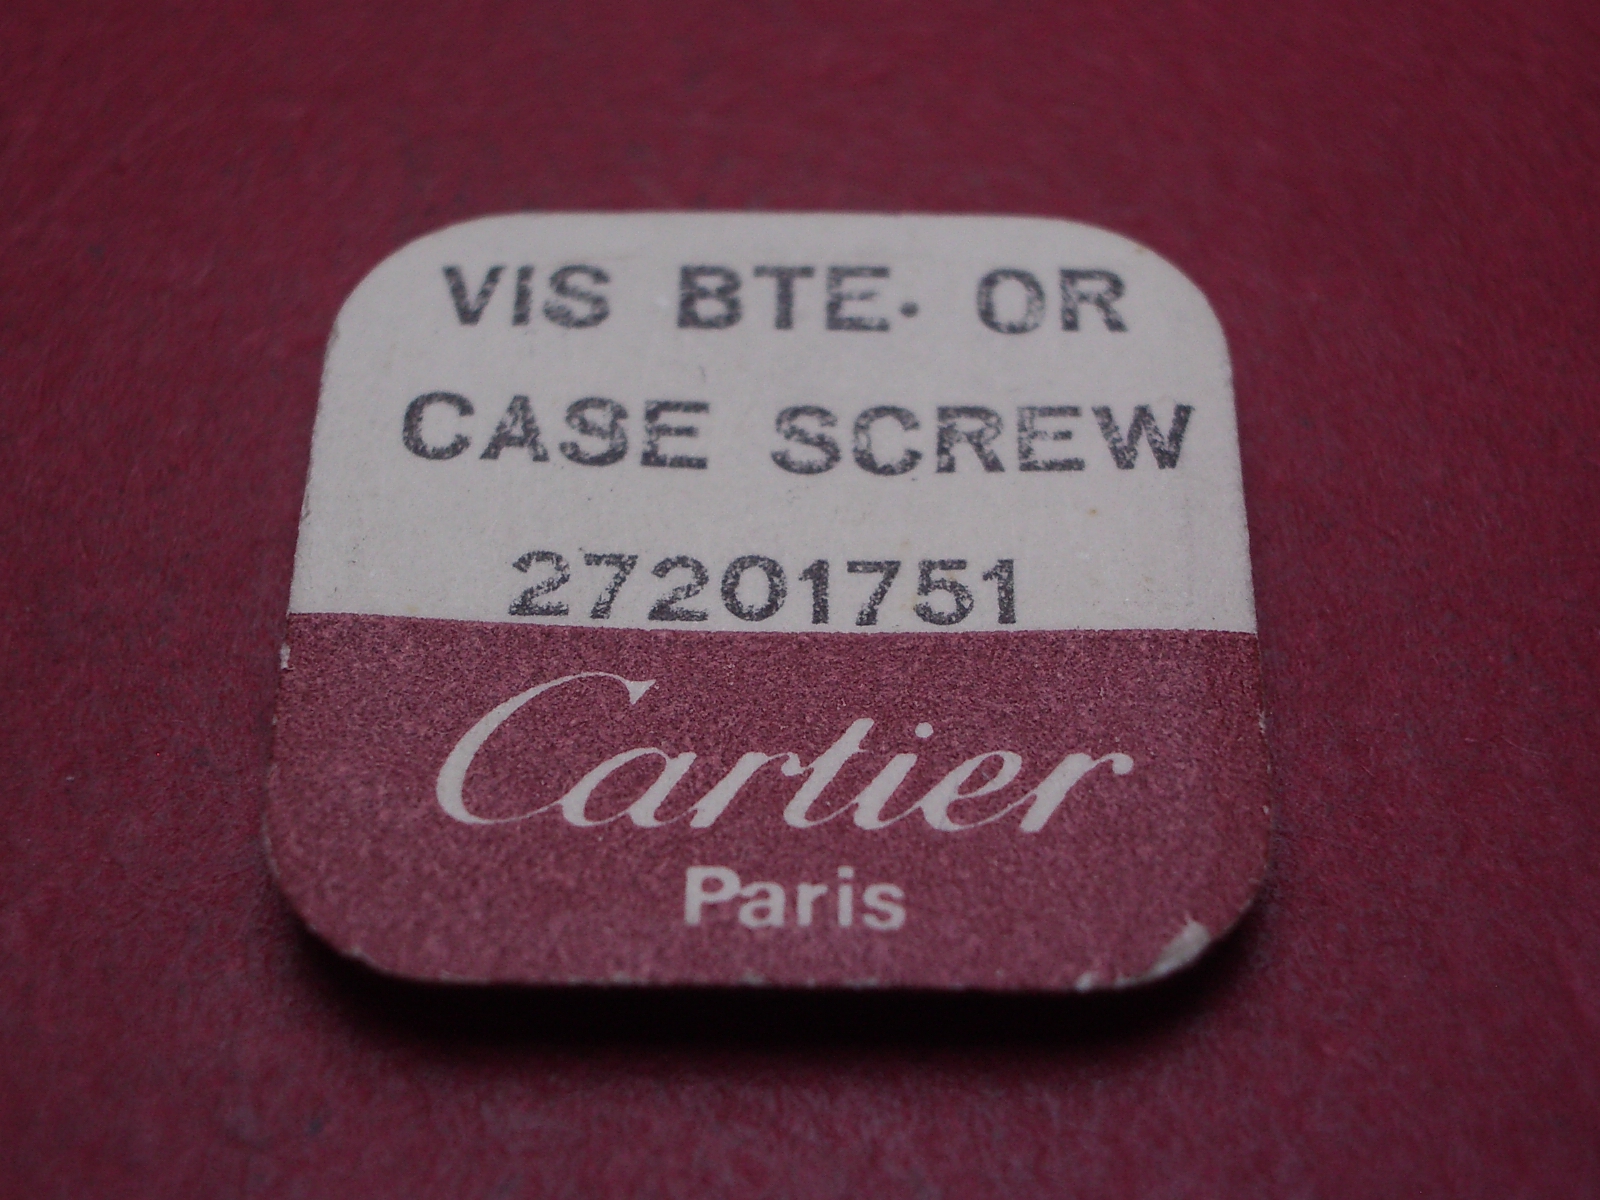 VIS BTE. OR
CASE SCREW
27201751
Cartier
Paris